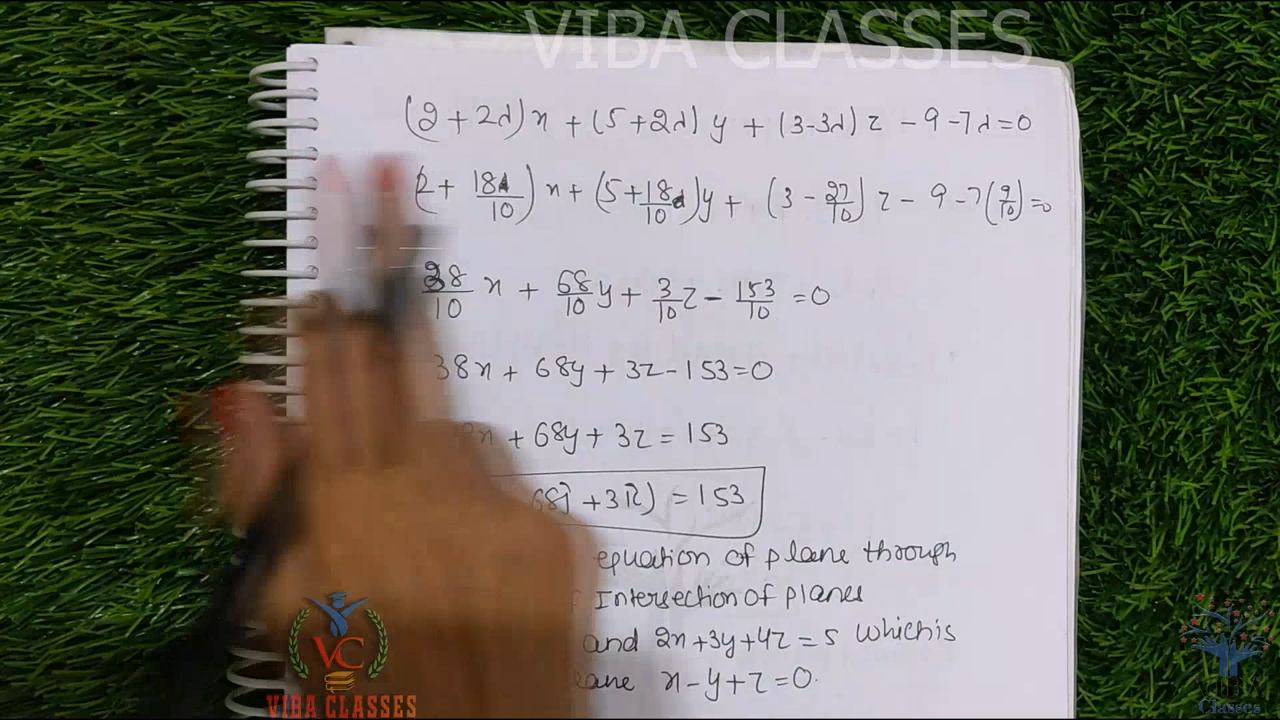 VIBA CLASSES
(2 + 2λ)x + (5 + 2λ)y + (3-3λ)z - 9 - 7λ = 0
(2 + 18/10)x + (5 + 18/10)y + (3 - 27/10)z - 9 - 7(9/10) = 0
38/10 x + 68/10 y + 3/10 z - 153/10 = 0
38x + 68y + 3z - 153 = 0
x + 68y + 3z = 153
68ĵ + 3k̂) = 153
equation of plane through
Intersection of planes
and 2x + 3y + 4z = 5 which is
x - y + z = 0.
VC
VIBA CLASSES
VIBA
Classes